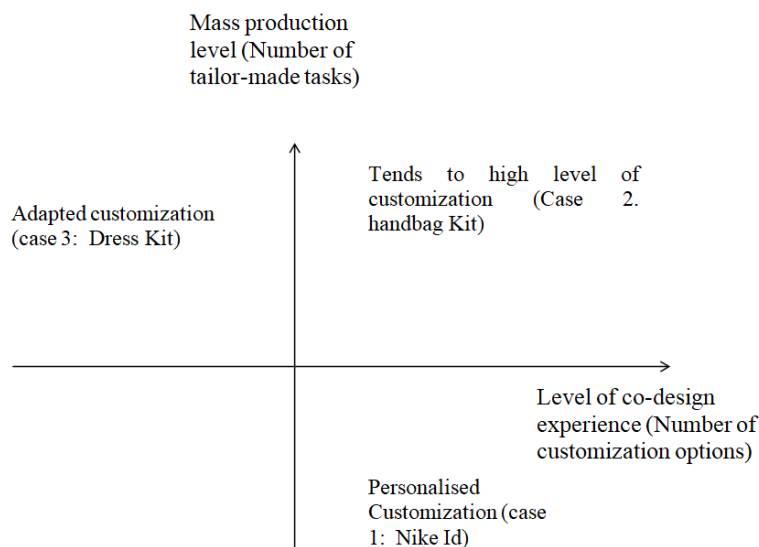 Mass production
level (Number of
tailor-made tasks)
Tends to high level of
customization (Case 2.
handbag Kit)
Adapted customization
(case 3: Dress Kit)
Level of co-design
experience (Number of
customization options)
Personalised
Customization (case
1: Nike Id)